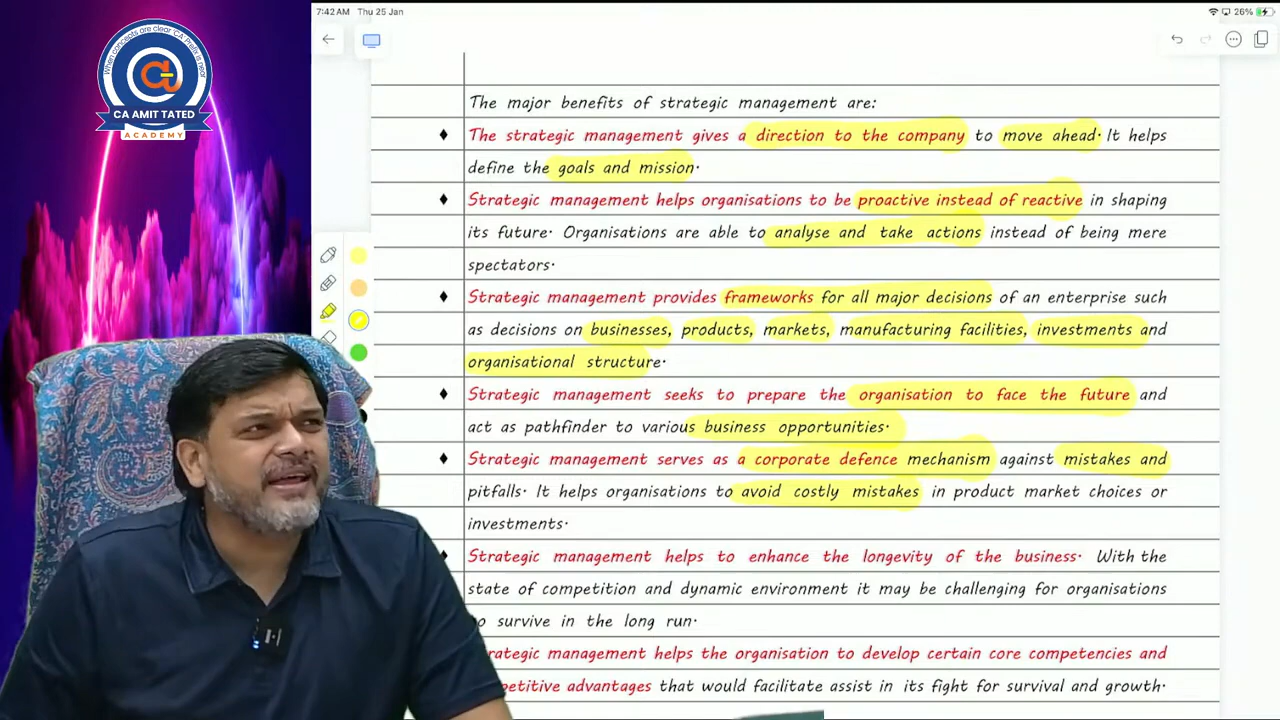 7:42 AM Thu 25 Jan
26%
When concepts are clear CA Prefix is near
CA AMIT TATED
ACADEMY
The major benefits of strategic management are:
♦ The strategic management gives a direction to the company to move ahead. It helps
define the goals and mission.
♦ Strategic management helps organisations to be proactive instead of reactive in shaping
its future. Organisations are able to analyse and take actions instead of being mere
spectators.
♦ Strategic management provides frameworks for all major decisions of an enterprise such
as decisions on businesses, products, markets, manufacturing facilities, investments and
organisational structure.
♦ Strategic management seeks to prepare the organisation to face the future and
act as pathfinder to various business opportunities.
♦ Strategic management serves as a corporate defence mechanism against mistakes and
pitfalls. It helps organisations to avoid costly mistakes in product market choices or
investments.
♦ Strategic management helps to enhance the longevity of the business. With the
state of competition and dynamic environment it may be challenging for organisations
survive in the long run.
management helps the organisation to develop certain core competencies and
advantages that would facilitate assist in its fight for survival and growth.